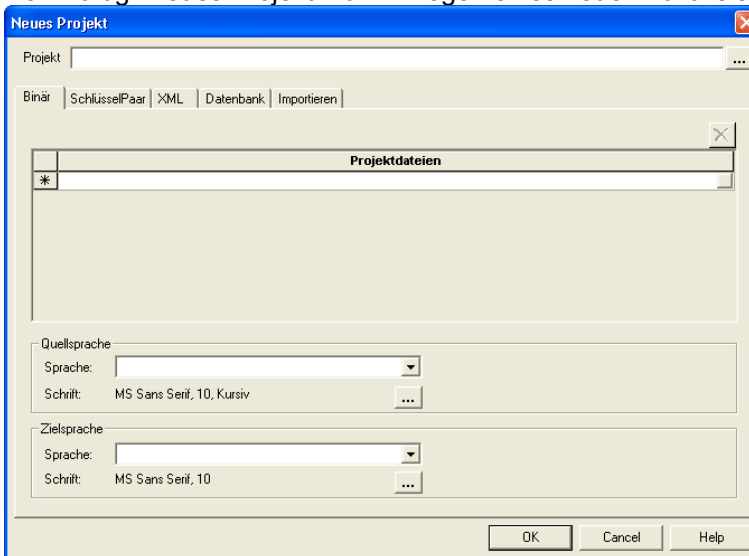 Neues Projekt
Projekt
...
Binär SchlüsselPaar XML Datenbank Importieren
Projektdateien
*
Quellsprache
Sprache:
Schrift: MS Sans Serif, 10, Kursiv ...
Zielsprache
Sprache:
Schrift: MS Sans Serif, 10 ...
OK Cancel Help